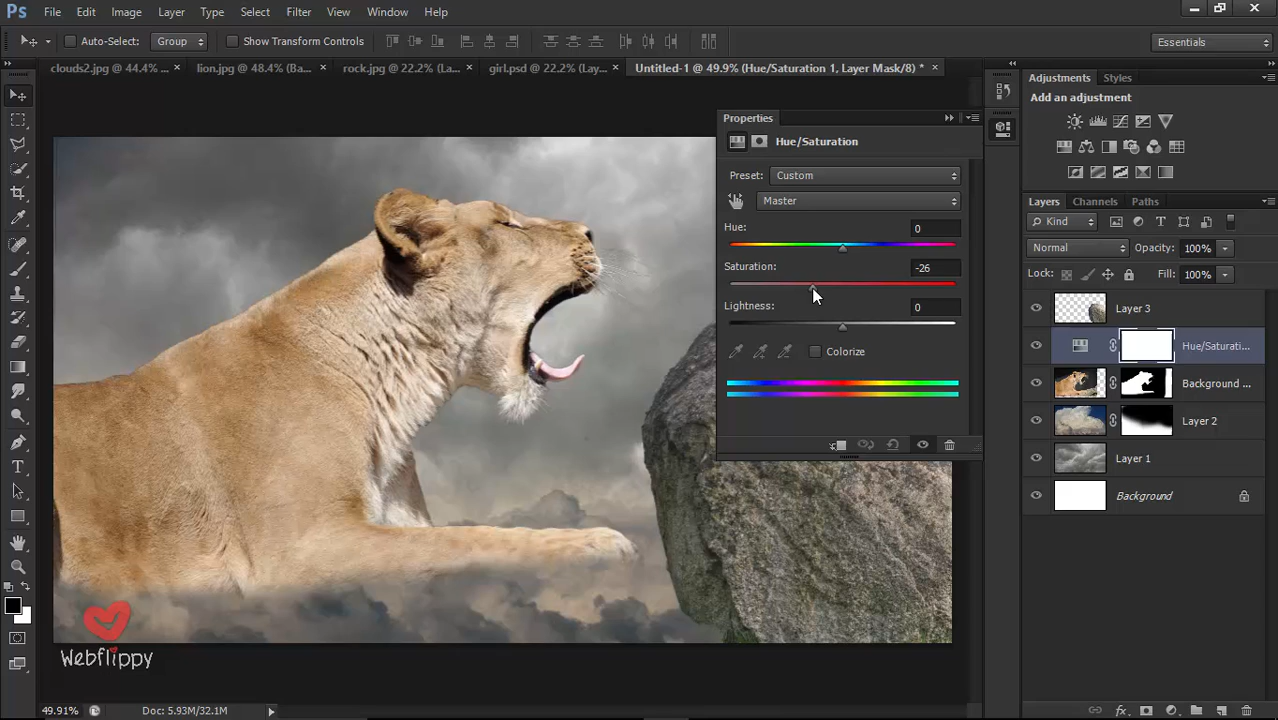 Ps File Edit Image Layer Type Select Filter View Window Help
Auto-Select: Group Show Transform Controls Essentials
clouds2.jpg @ 44.4% ... × lion.jpg @ 48.4% (Ba... × rock.jpg @ 22.2% (La... × girl.psd @ 22.2% (Lay... × Untitled-1 @ 49.9% (Hue/Saturation 1, Layer Mask/8) * ×
Adjustments Styles
Add an adjustment
Properties
Hue/Saturation
Preset: Custom
Master
Hue: 0
Saturation: -26
Lightness: 0
Colorize
Layers Channels Paths
Kind
Normal Opacity: 100%
Lock: Fill: 100%
Layer 3
Hue/Saturati...
Background ...
Layer 2
Layer 1
Background
Webflippy
49.91% Doc: 5.93M/32.1M